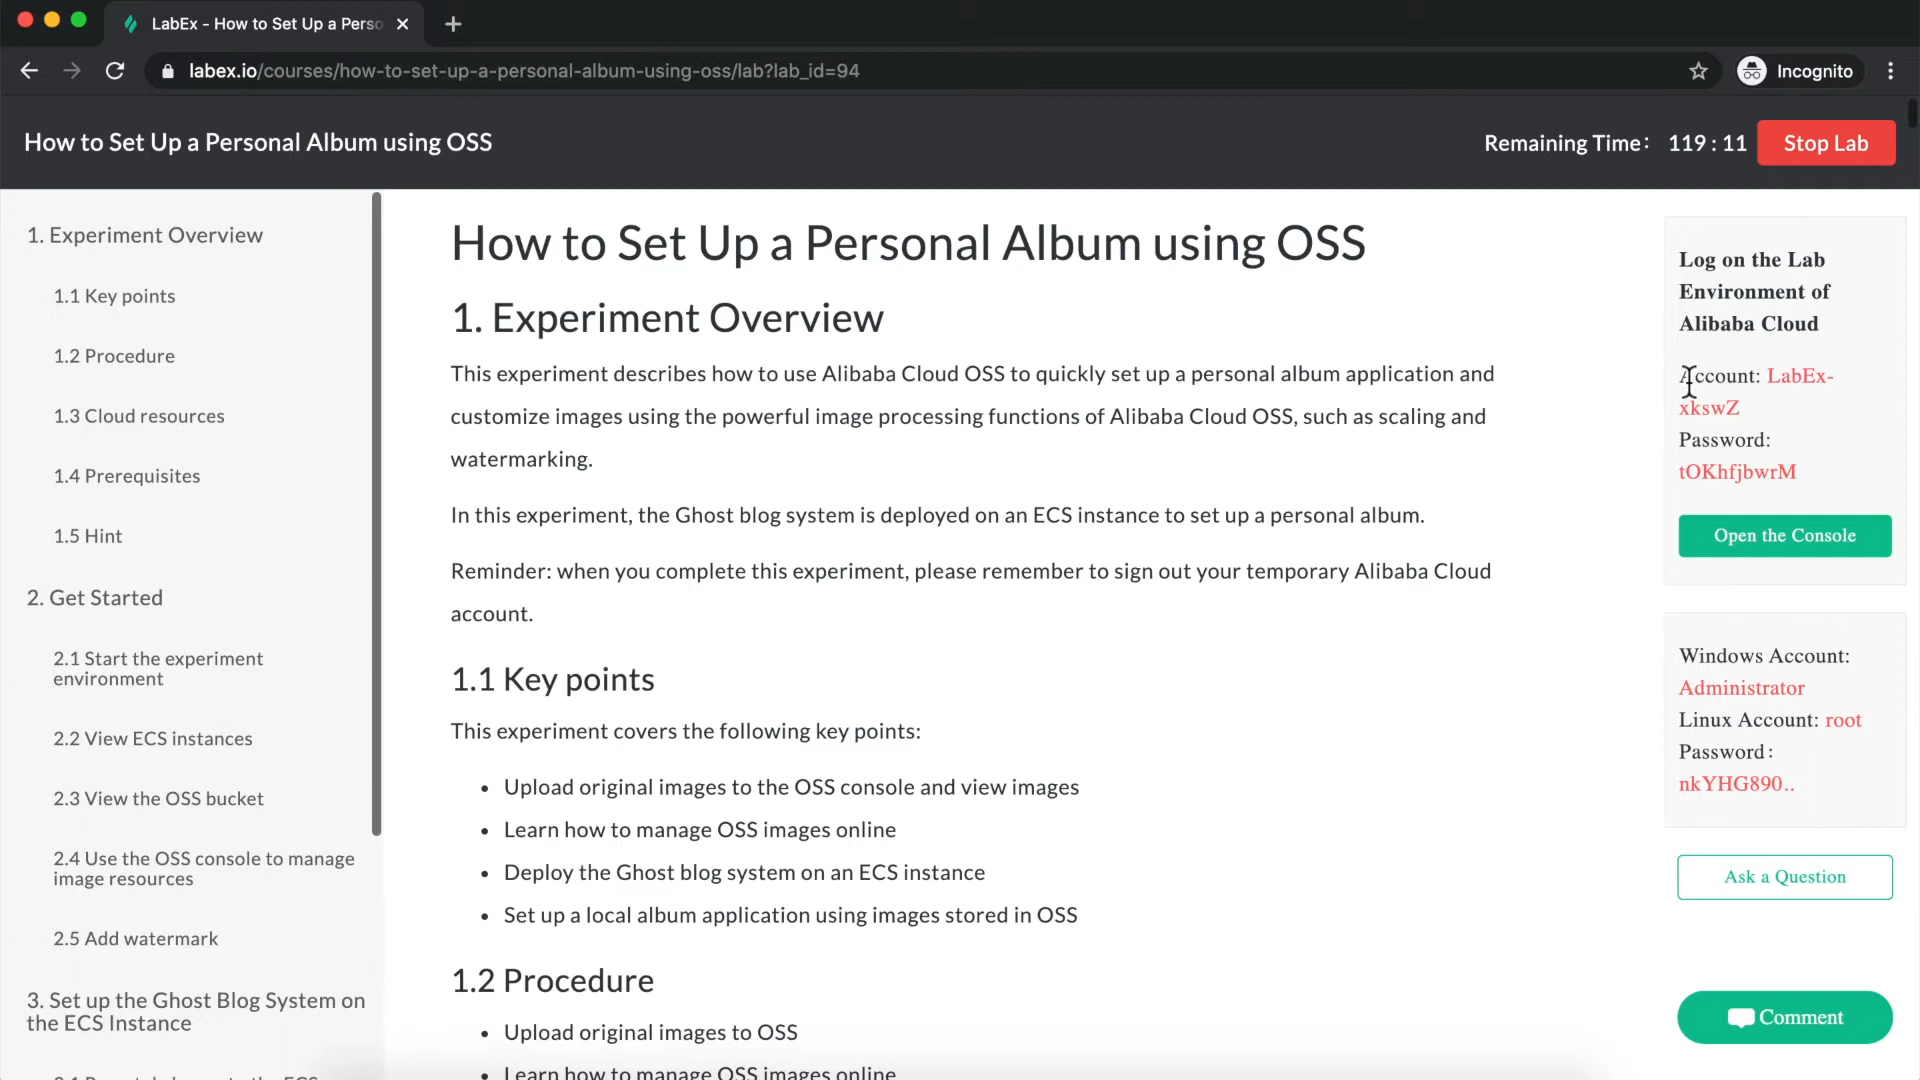 LabEx - How to Set Up a Perso
labex.io/courses/how-to-set-up-a-personal-album-using-oss/lab?lab_id=94
Incognito
How to Set Up a Personal Album using OSS
Remaining Time: 119 : 11
Stop Lab
1. Experiment Overview
1.1 Key points
1.2 Procedure
1.3 Cloud resources
1.4 Prerequisites
1.5 Hint
2. Get Started
2.1 Start the experiment
environment
2.2 View ECS instances
2.3 View the OSS bucket
2.4 Use the OSS console to manage
image resources
2.5 Add watermark
3. Set up the Ghost Blog System on
the ECS Instance
How to Set Up a Personal Album using OSS
1. Experiment Overview
This experiment describes how to use Alibaba Cloud OSS to quickly set up a personal album application and
customize images using the powerful image processing functions of Alibaba Cloud OSS, such as scaling and
watermarking.
In this experiment, the Ghost blog system is deployed on an ECS instance to set up a personal album.
Reminder: when you complete this experiment, please remember to sign out your temporary Alibaba Cloud
account.
1.1 Key points
This experiment covers the following key points:
• Upload original images to the OSS console and view images
• Learn how to manage OSS images online
• Deploy the Ghost blog system on an ECS instance
• Set up a local album application using images stored in OSS
1.2 Procedure
• Upload original images to OSS
• Learn how to manage OSS images online
Log on the Lab
Environment of
Alibaba Cloud
Account: LabEx-
xkswZ
Password:
tOKhfjbwrM
Open the Console
Windows Account:
Administrator
Linux Account: root
Password:
nkYHG890..
Ask a Question
Comment